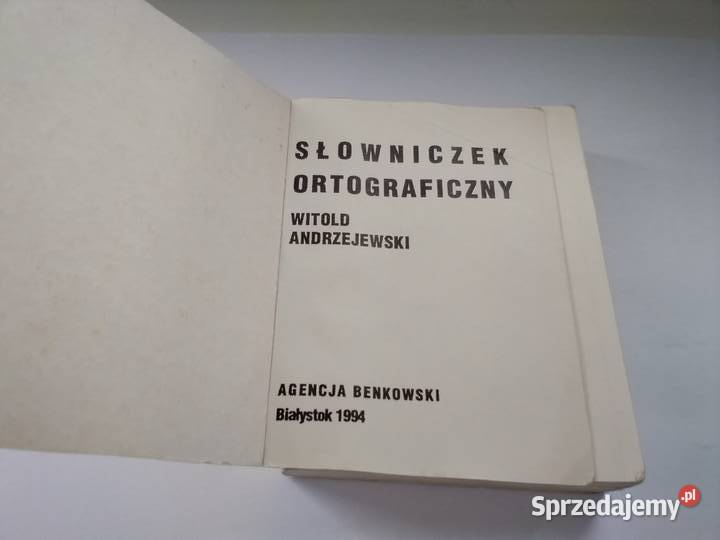 SŁOWNICZEK
ORTOGRAFICZNY
WITOLD
ANDRZEJEWSKI
AGENCJA BENKOWSKI
Białystok 1994
Sprzedajemy.pl